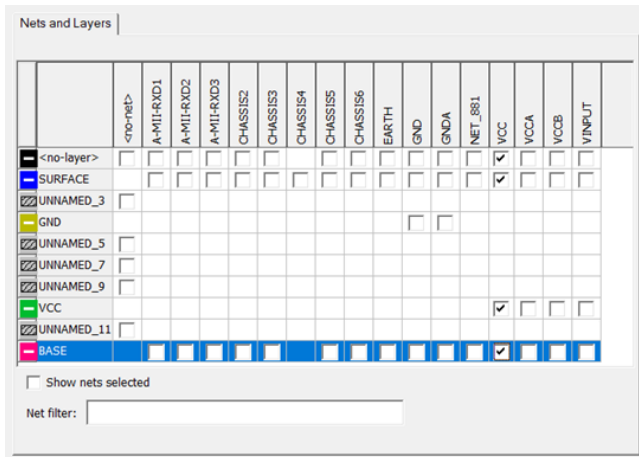 Nets and Layers
<no-net> A-MII-RXD1 A-MII-RXD2 A-MII-RXD3 CHASSIS2 CHASSIS3 CHASSIS4 CHASSIS5 CHASSIS6 EARTH GND GNDA NET_881 VCC VCCA VCCB VINPUT
<no-layer>
SURFACE
UNNAMED_3
GND
UNNAMED_5
UNNAMED_7
UNNAMED_9
VCC
UNNAMED_11
BASE
Show nets selected
Net filter: